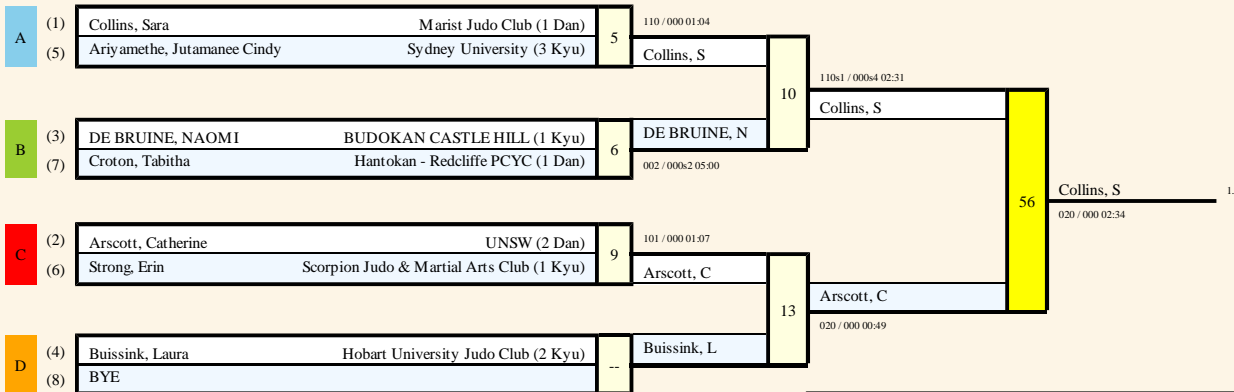 A
(1) Collins, Sara Marist Judo Club (1 Dan)
(5) Ariyamethe, Jutamanee Cindy Sydney University (3 Kyu)
5
110 / 000 01:04
Collins, S
B
(3) DE BRUINE, NAOMI BUDOKAN CASTLE HILL (1 Kyu)
(7) Croton, Tabitha Hantokan - Redcliffe PCYC (1 Dan)
6
DE BRUINE, N
002 / 000s2 05:00
10
110s1 / 000s4 02:31
Collins, S
C
(2) Arscott, Catherine UNSW (2 Dan)
(6) Strong, Erin Scorpion Judo & Martial Arts Club (1 Kyu)
9
101 / 000 01:07
Arscott, C
D
(4) Buissink, Laura Hobart University Judo Club (2 Kyu)
(8) BYE
--
Buissink, L
13
Arscott, C
020 / 000 00:49
56
Collins, S
020 / 000 02:34
1.